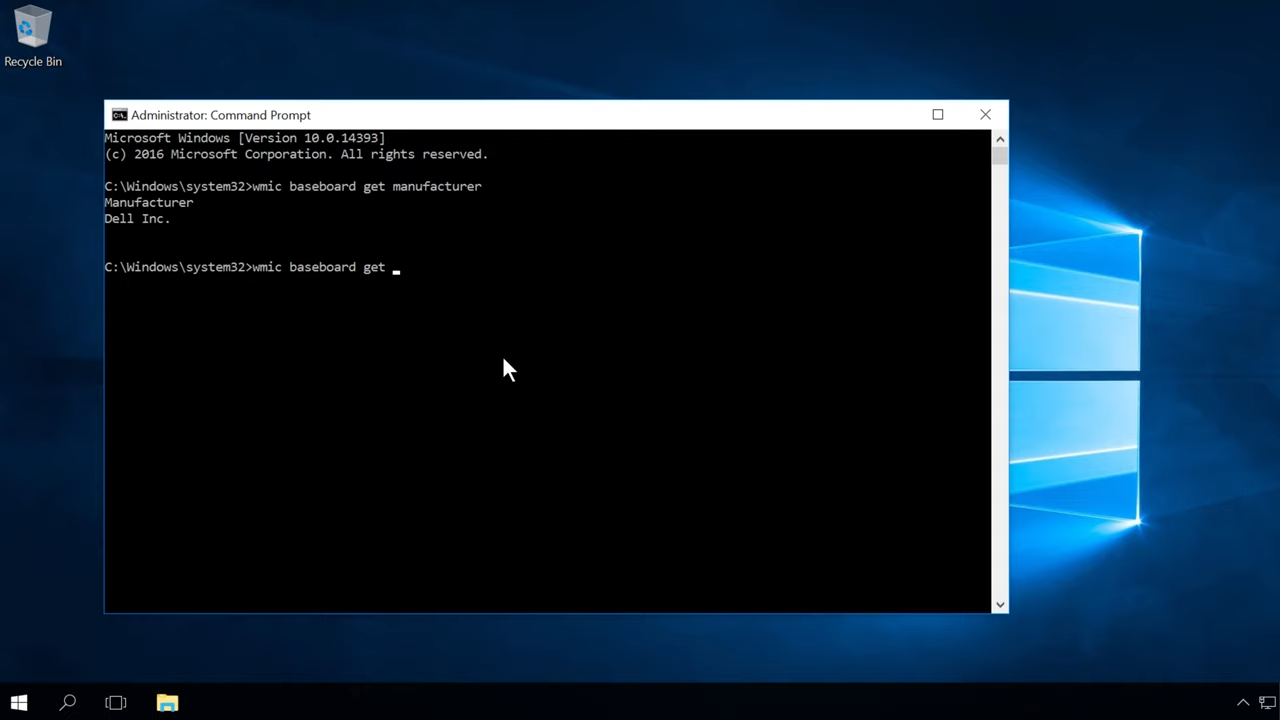 Recycle Bin
Administrator: Command Prompt
Microsoft Windows [Version 10.0.14393]
(c) 2016 Microsoft Corporation. All rights reserved.
C:\Windows\system32>wmic baseboard get manufacturer
Manufacturer
Dell Inc.
C:\Windows\system32>wmic baseboard get